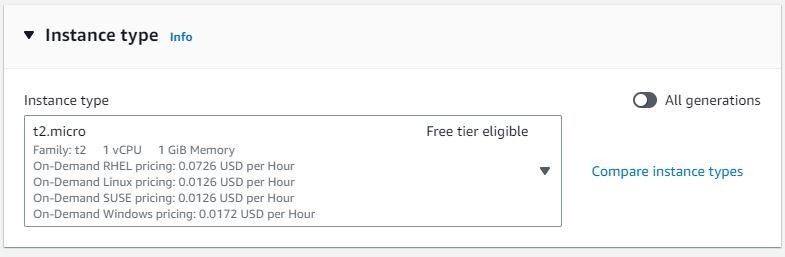 Instance type Info
Instance type
All generations
t2.micro Free tier eligible
Family: t2 1 vCPU 1 GiB Memory
On-Demand RHEL pricing: 0.0726 USD per Hour
On-Demand Linux pricing: 0.0126 USD per Hour
On-Demand SUSE pricing: 0.0126 USD per Hour
On-Demand Windows pricing: 0.0172 USD per Hour
Compare instance types